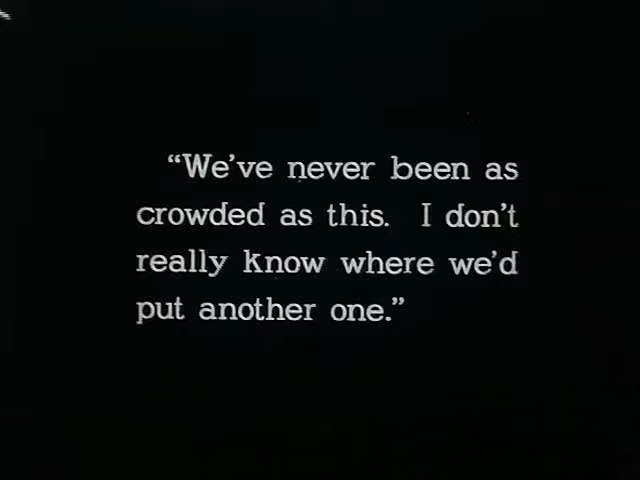 “We’ve never been as
crowded as this.  I don’t
really know where we’d
put another one.”